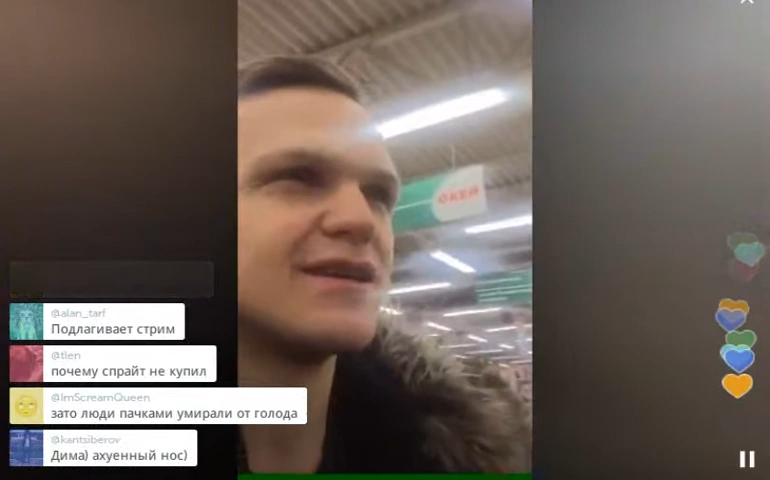 ОКЕЙ
@alan_tarf
Подлагивает стрим
@tlen
почему спрайт не купил
@ImScreamQueen
зато люди пачками умирали от голода
@kantsiberov
Дима) ахуенный нос)